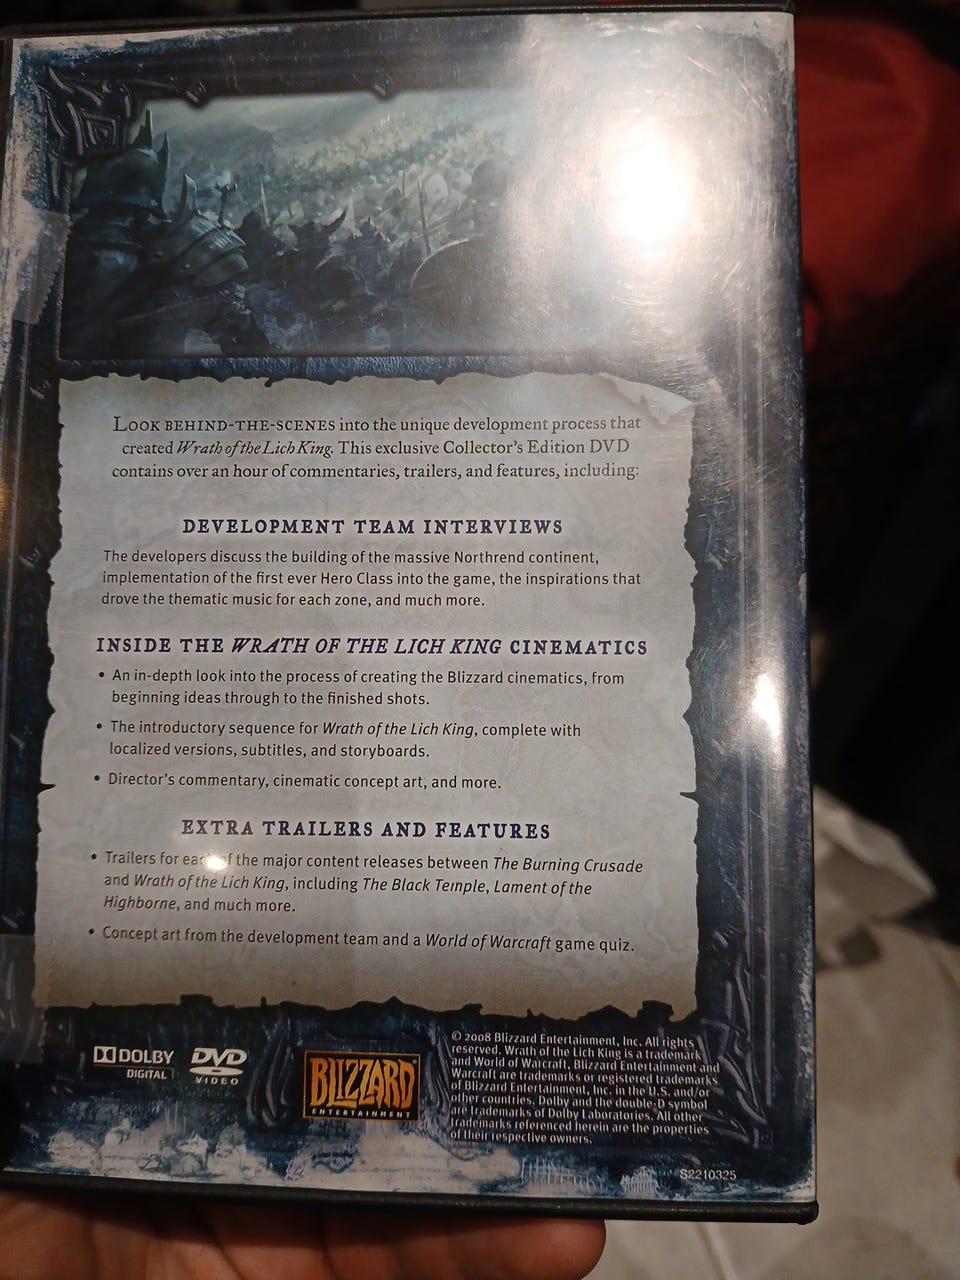 LOOK BEHIND-THE-SCENES into the unique development process that
created Wrath of the Lich King. This exclusive Collector's Edition DVD
contains over an hour of commentaries, trailers, and features, including:
DEVELOPMENT TEAM INTERVIEWS
The developers discuss the building of the massive Northrend continent,
implementation of the first ever Hero Class into the game, the inspirations that
drove the thematic music for each zone, and much more.
INSIDE THE WRATH OF THE LICH KING CINEMATICS
• An in-depth look into the process of creating the Blizzard cinematics, from
beginning ideas through to the finished shots.
• The introductory sequence for Wrath of the Lich King, complete with
localized versions, subtitles, and storyboards.
• Director's commentary, cinematic concept art, and more.
EXTRA TRAILERS AND FEATURES
• Trailers for each of the major content releases between The Burning Crusade
and Wrath of the Lich King, including The Black Temple, Lament of the
Highborne, and much more.
• Concept art from the development team and a World of Warcraft game quiz.
DOLBY
DIGITAL
DVD
VIDEO
BLIZZARD
ENTERTAINMENT
© 2008 Blizzard Entertainment, Inc. All rights
reserved. Wrath of the Lich King is a trademark
and World of Warcraft, Blizzard Entertainment and
Warcraft are trademarks or registered trademarks
of Blizzard Entertainment, Inc. in the U.S. and/or
other countries. Dolby and the double-D symbol
are trademarks of Dolby Laboratories. All other
trademarks referenced herein are the properties
of their respective owners.
S2210325